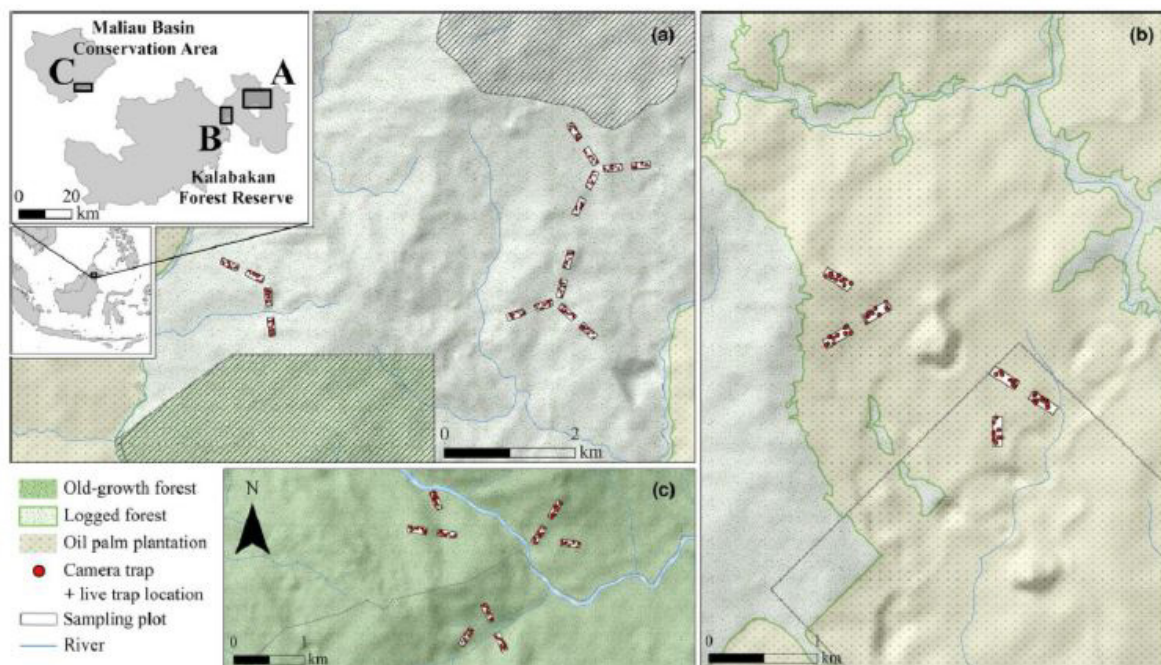 Maliau Basin
Conservation Area
C
A
B
Kalabakan
Forest Reserve
0 20
km
(a)
0 2
km
(b)
0 1
km
(c)
N
0 1
km
Old-growth forest
Logged forest
Oil palm plantation
Camera trap
+ live trap location
Sampling plot
River